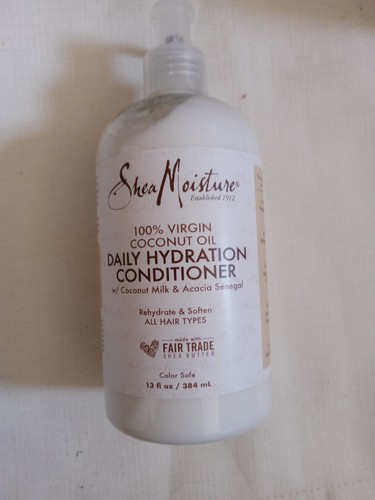 SheaMoisture®
Established 1912
100% VIRGIN
COCONUT OIL
DAILY HYDRATION
CONDITIONER
w/ Coconut Milk & Acacia Senegal
Rehydrate & Soften
ALL HAIR TYPES
made with
FAIR TRADE
SHEA BUTTER
Color Safe
13 fl oz / 384 mL